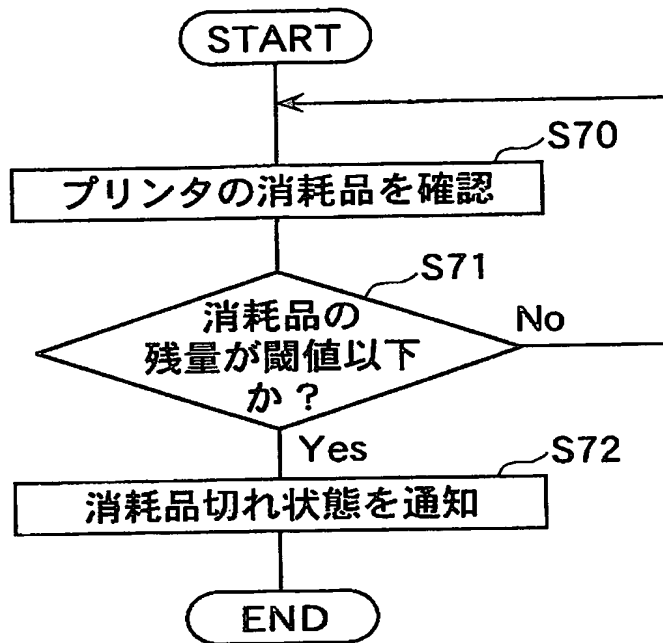 START
S70
プリンタの消耗品を確認
S71
消耗品の
残量が閾値以下
か？
No
Yes
S72
消耗品切れ状態を通知
END